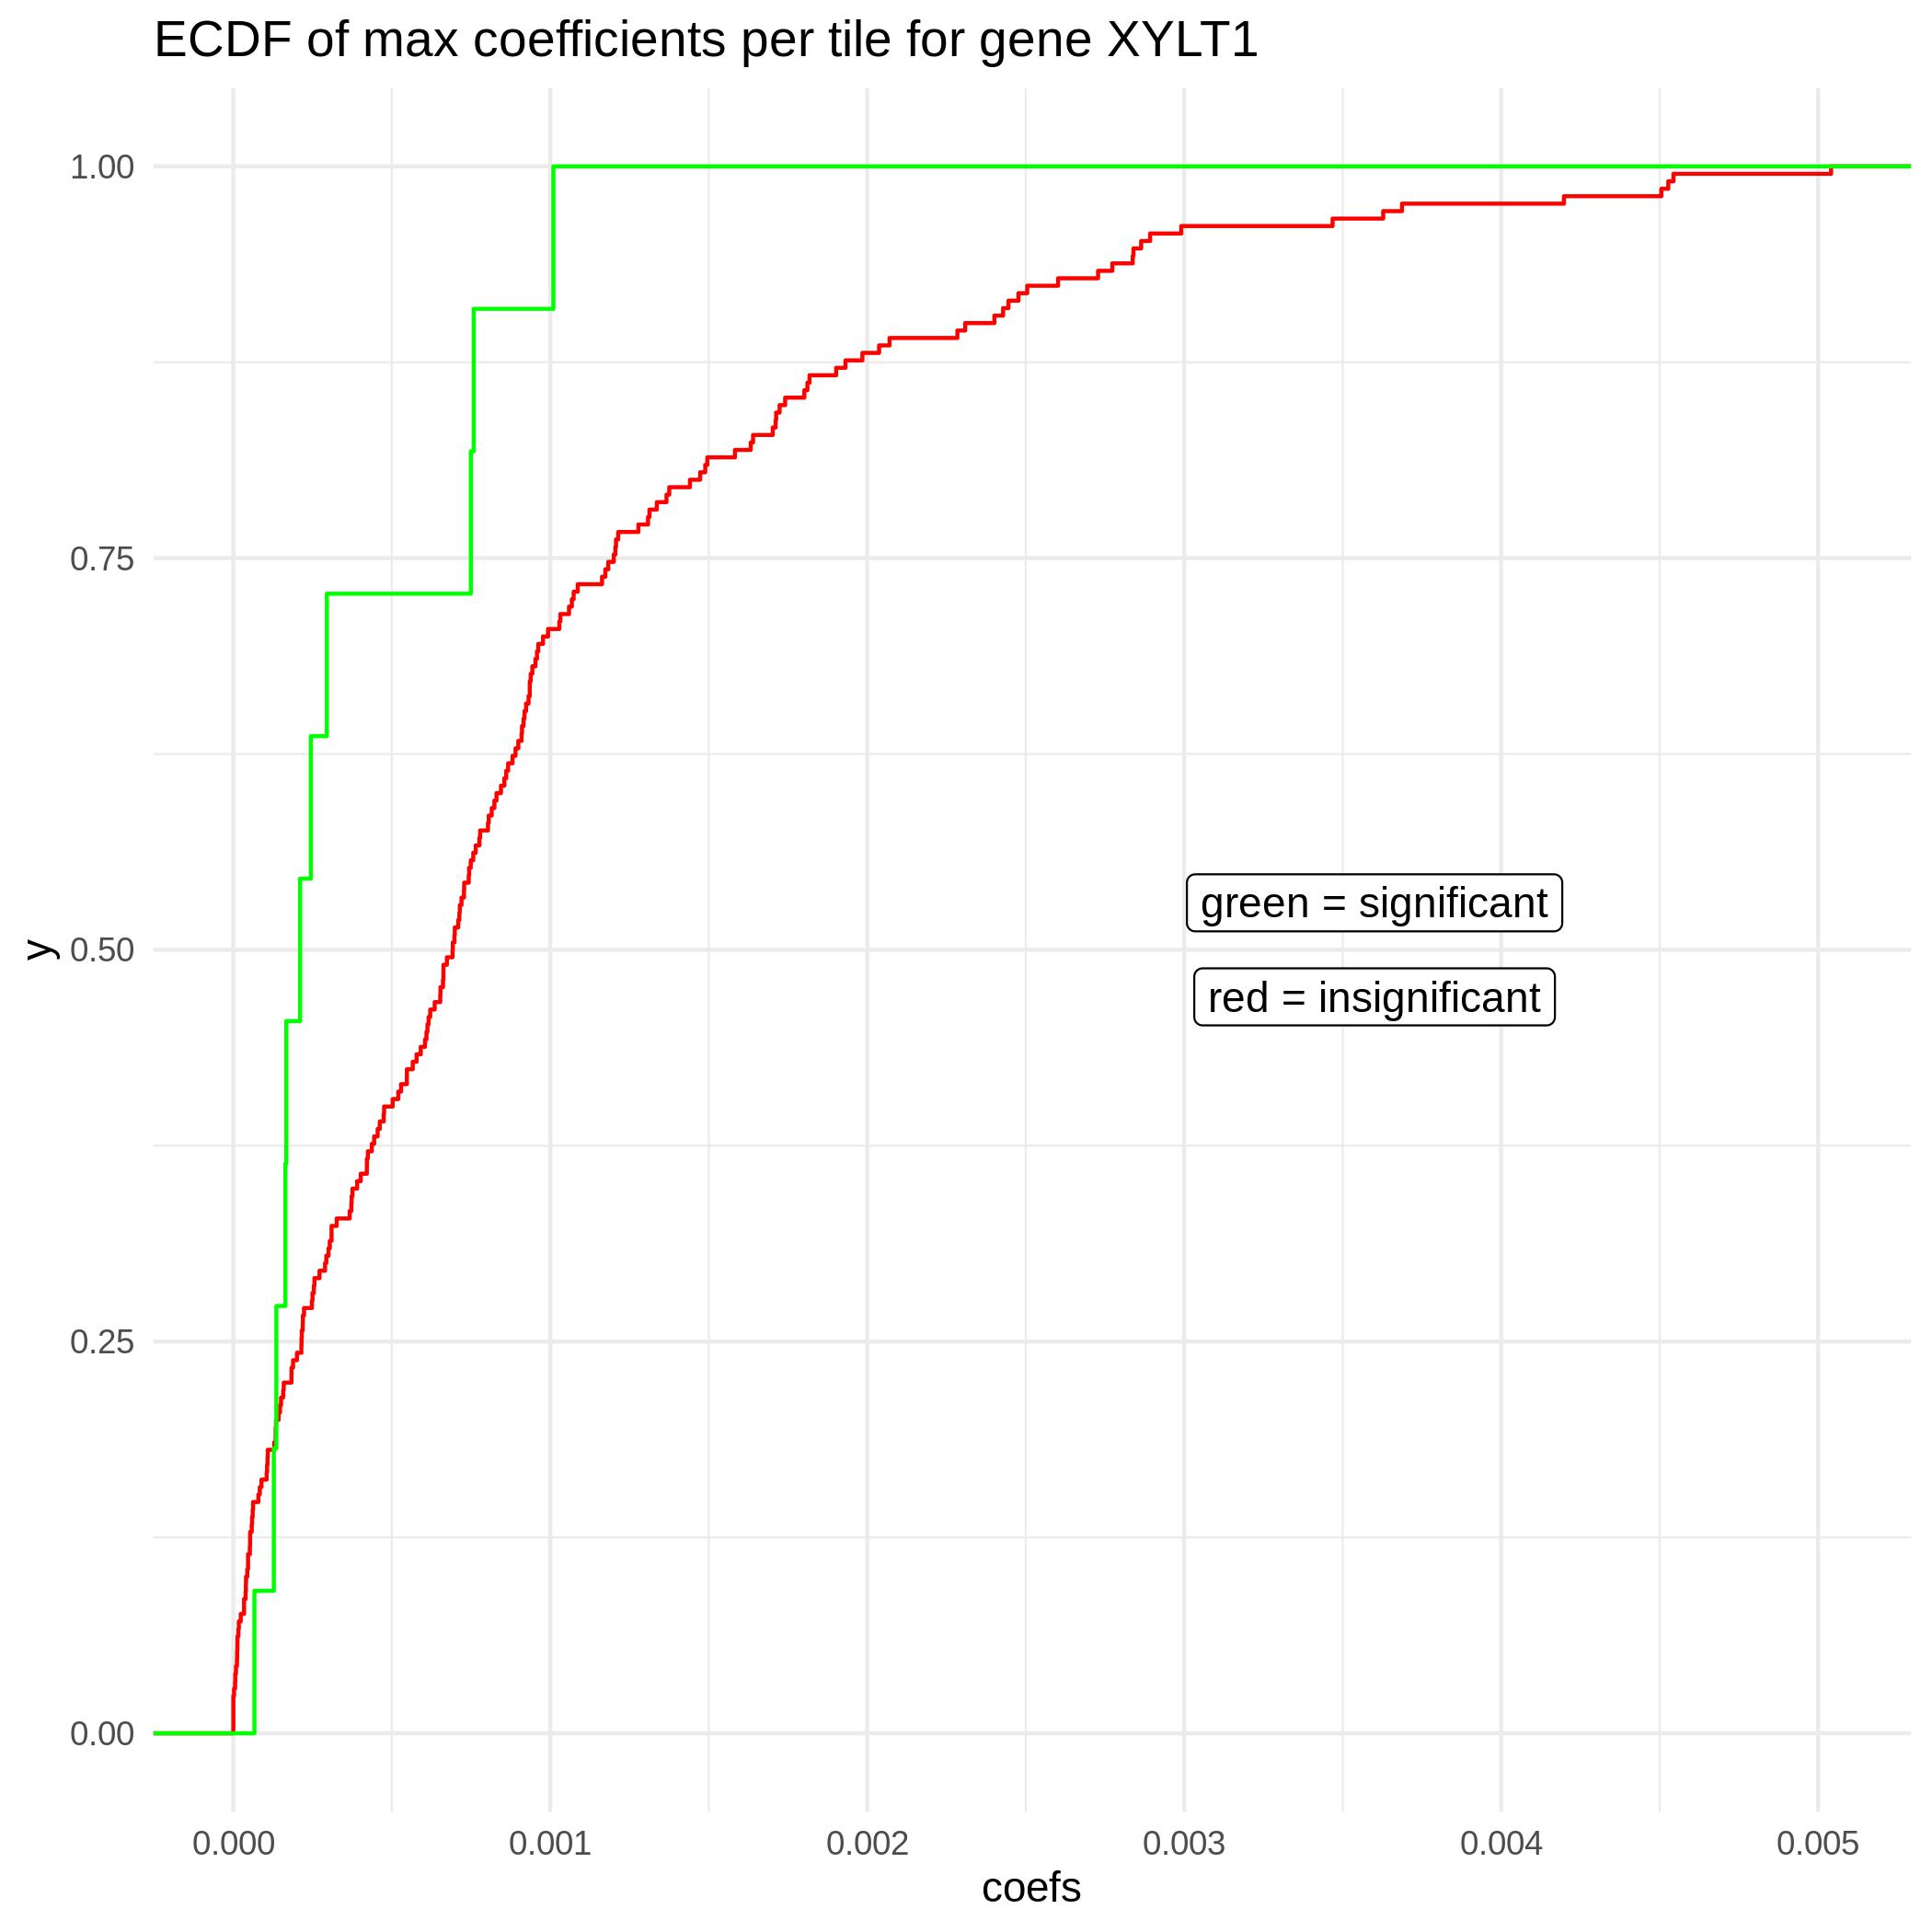 ECDF of max coefficients per tile for gene XYLT1
1.00
0.75
0.50
0.25
0.00
y
green = significant
red = insignificant
0.000 0.001 0.002 0.003 0.004 0.005
coefs